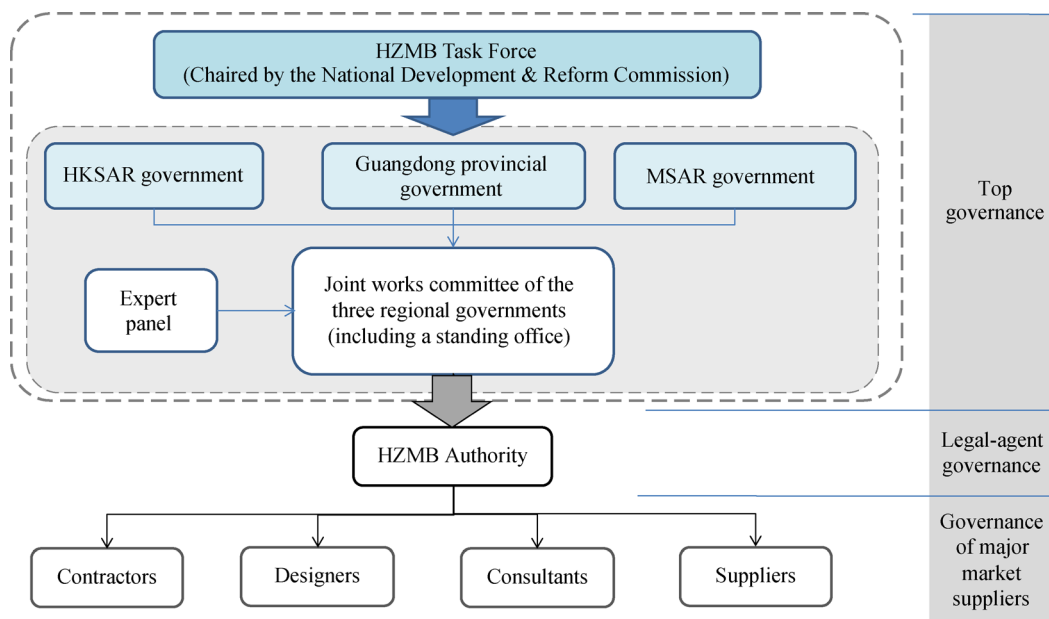 HZMB Task Force
(Chaired by the National Development & Reform Commission)
HKSAR government
Guangdong provincial
government
MSAR government
Top
governance
Expert
panel
Joint works committee of the
three regional governments
(including a standing office)
HZMB Authority
Legal-agent
governance
Contractors
Designers
Consultants
Suppliers
Governance
of major
market
suppliers